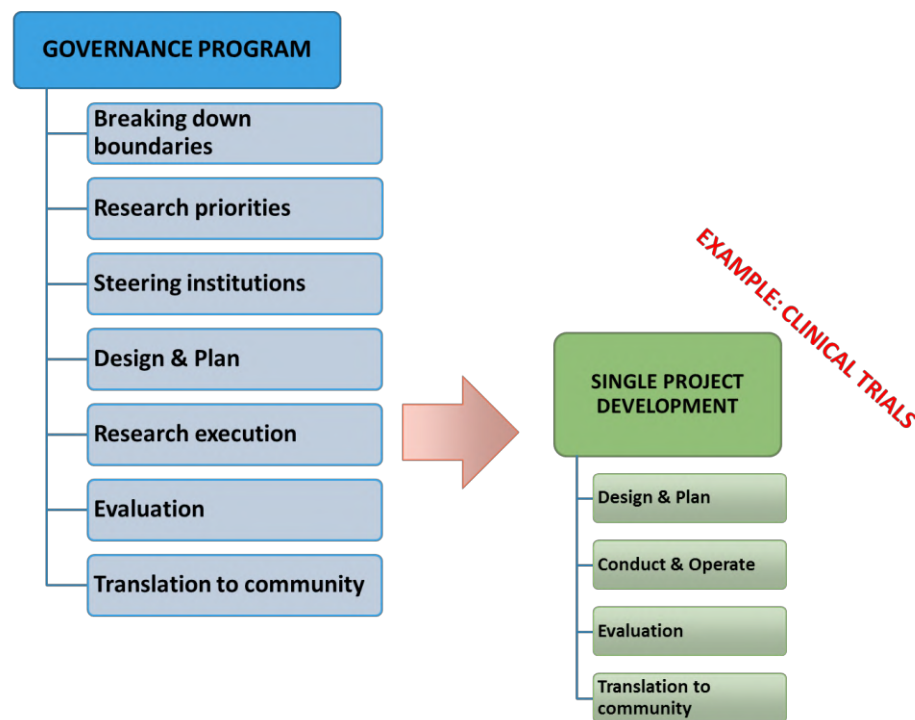 GOVERNANCE PROGRAM
Breaking down
boundaries
Research priorities
Steering institutions
Design & Plan
Research execution
Evaluation
Translation to community
EXAMPLE: CLINICAL TRIALS
SINGLE PROJECT
DEVELOPMENT
Design & Plan
Conduct & Operate
Evaluation
Translation to
community